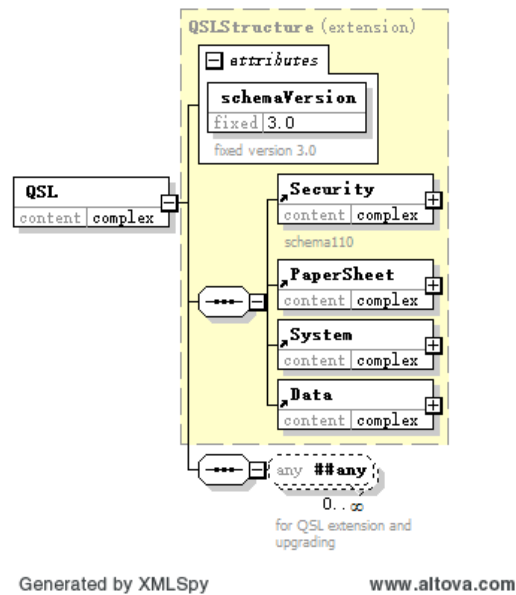 QSLStructure (extension)
attributes
schemaVersion
fixed 3.0
fixed version 3.0
QSL
content complex
Security
content complex
schema110
PaperSheet
content complex
System
content complex
Data
content complex
any ##any
0..∞
for QSL extension and
upgrading
Generated by XMLSpy www.altova.com